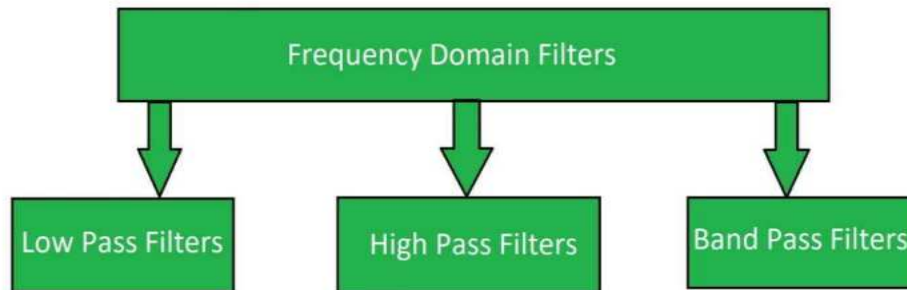 Frequency Domain Filters
Low Pass Filters
High Pass Filters
Band Pass Filters